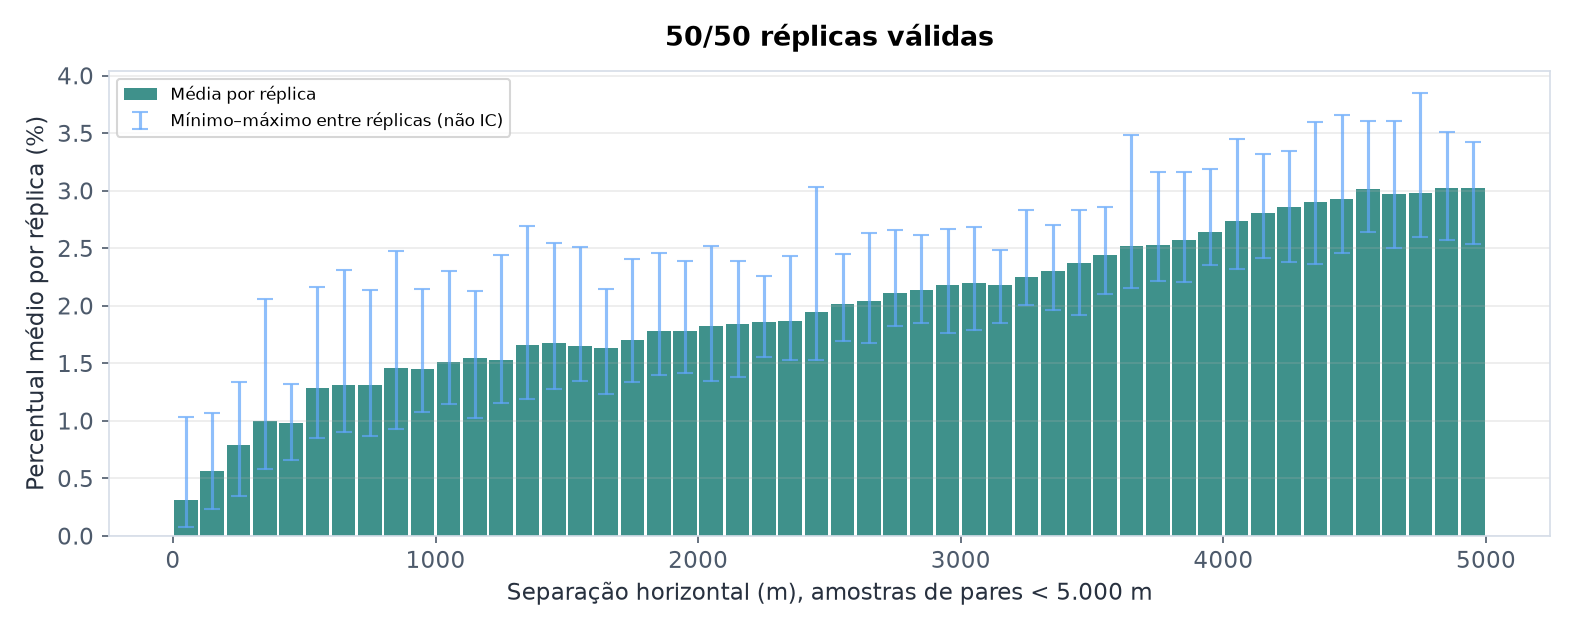 50/50 réplicas válidas
Percentual médio por réplica (%)
4.0
3.5
3.0
2.5
2.0
1.5
1.0
0.5
0.0
Média por réplica
Mínimo–máximo entre réplicas (não IC)
0 1000 2000 3000 4000 5000
Separação horizontal (m), amostras de pares < 5.000 m